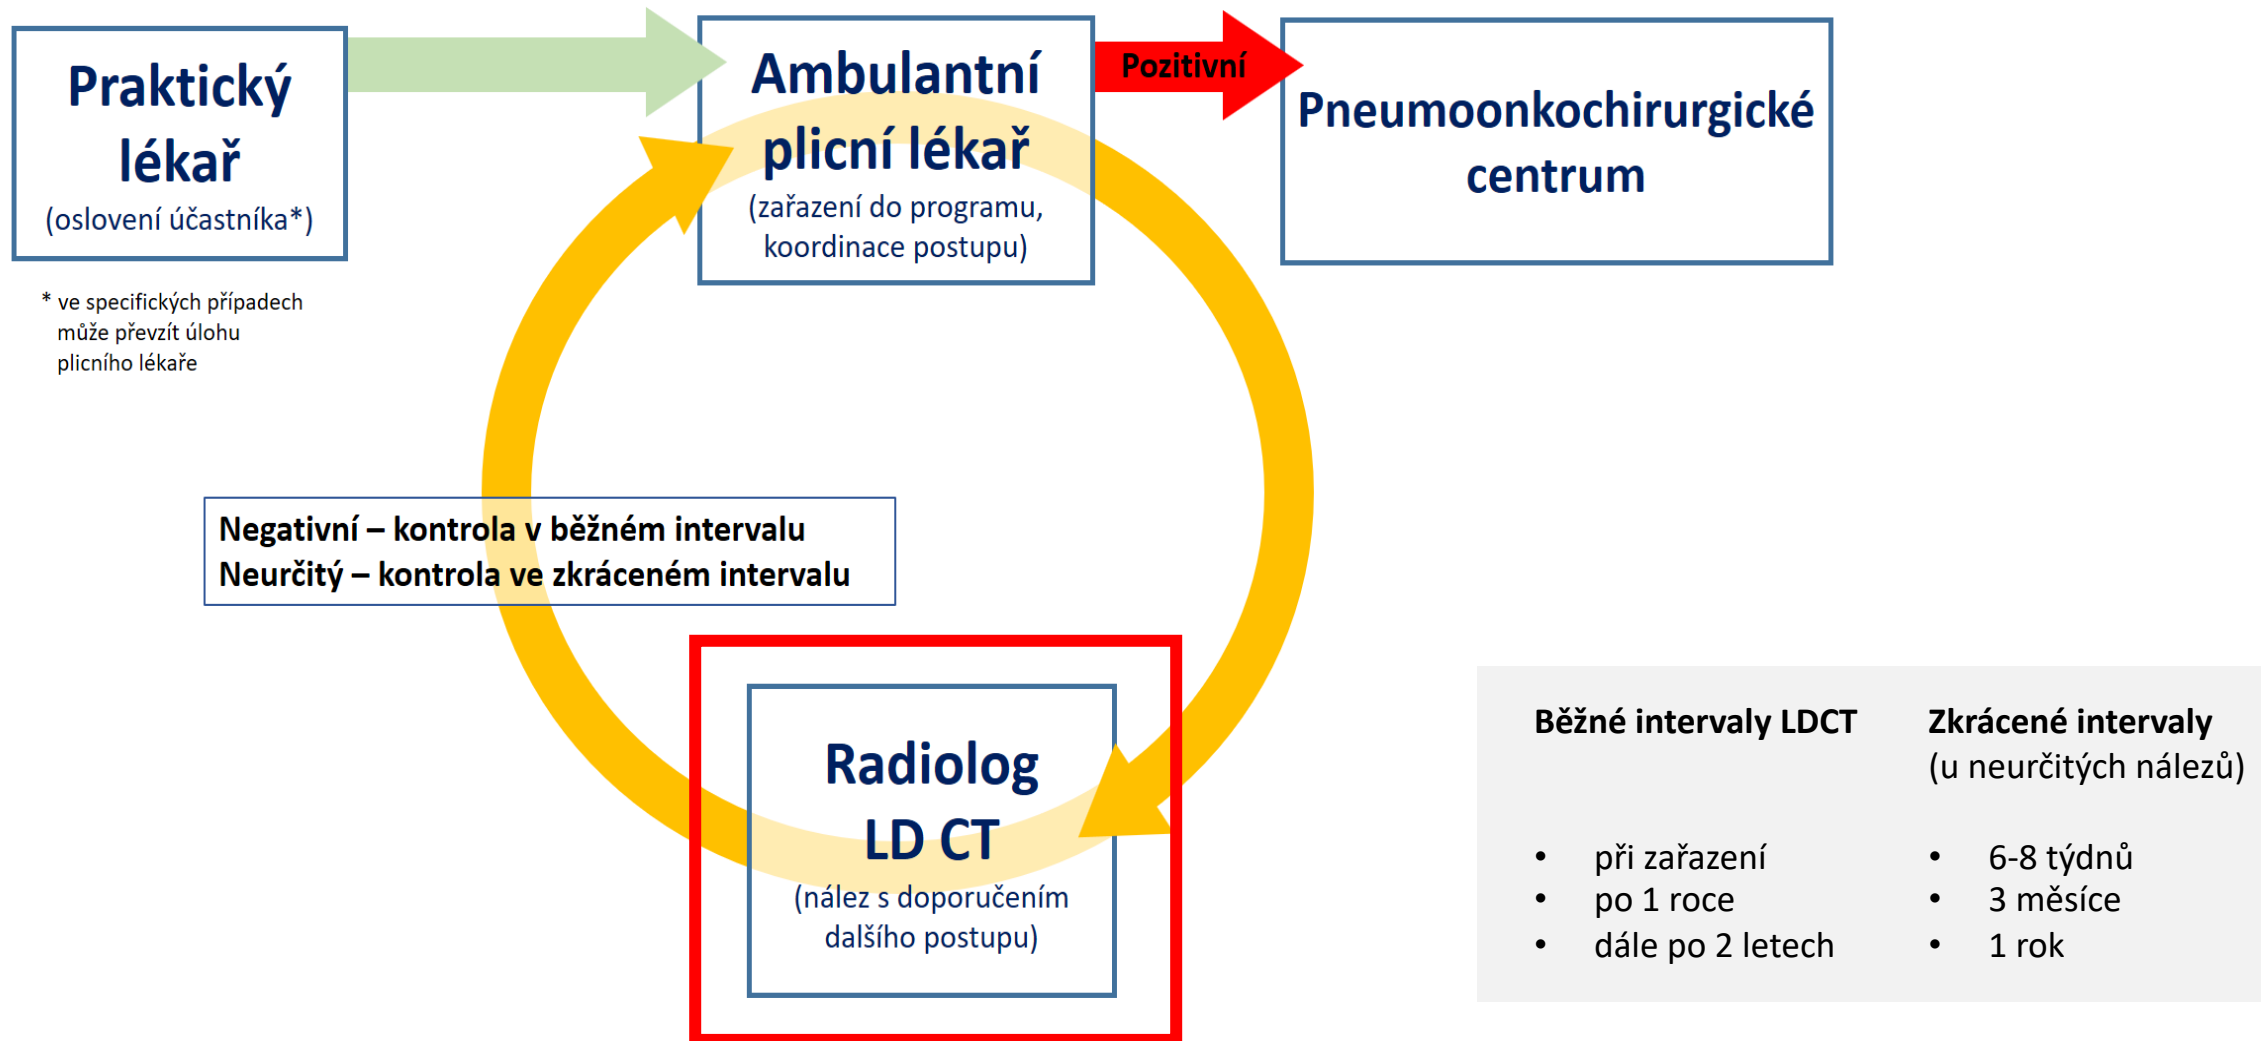 Praktický
lékař
(oslovení účastníka*)
* ve specifických případech
může převzít úlohu
plicního lékaře
Ambulantní
plicní lékař
(zařazení do programu,
koordinace postupu)
Pozitivní
Pneumoonkochirurgické
centrum
Negativní – kontrola v běžném intervalu
Neurčitý – kontrola ve zkráceném intervalu
Radiolog
LD CT
(nález s doporučením
dalšího postupu)
Běžné intervaly LDCT
• při zařazení
• po 1 roce
• dále po 2 letech
Zkrácené intervaly
(u neurčitých nálezů)
• 6-8 týdnů
• 3 měsíce
• 1 rok